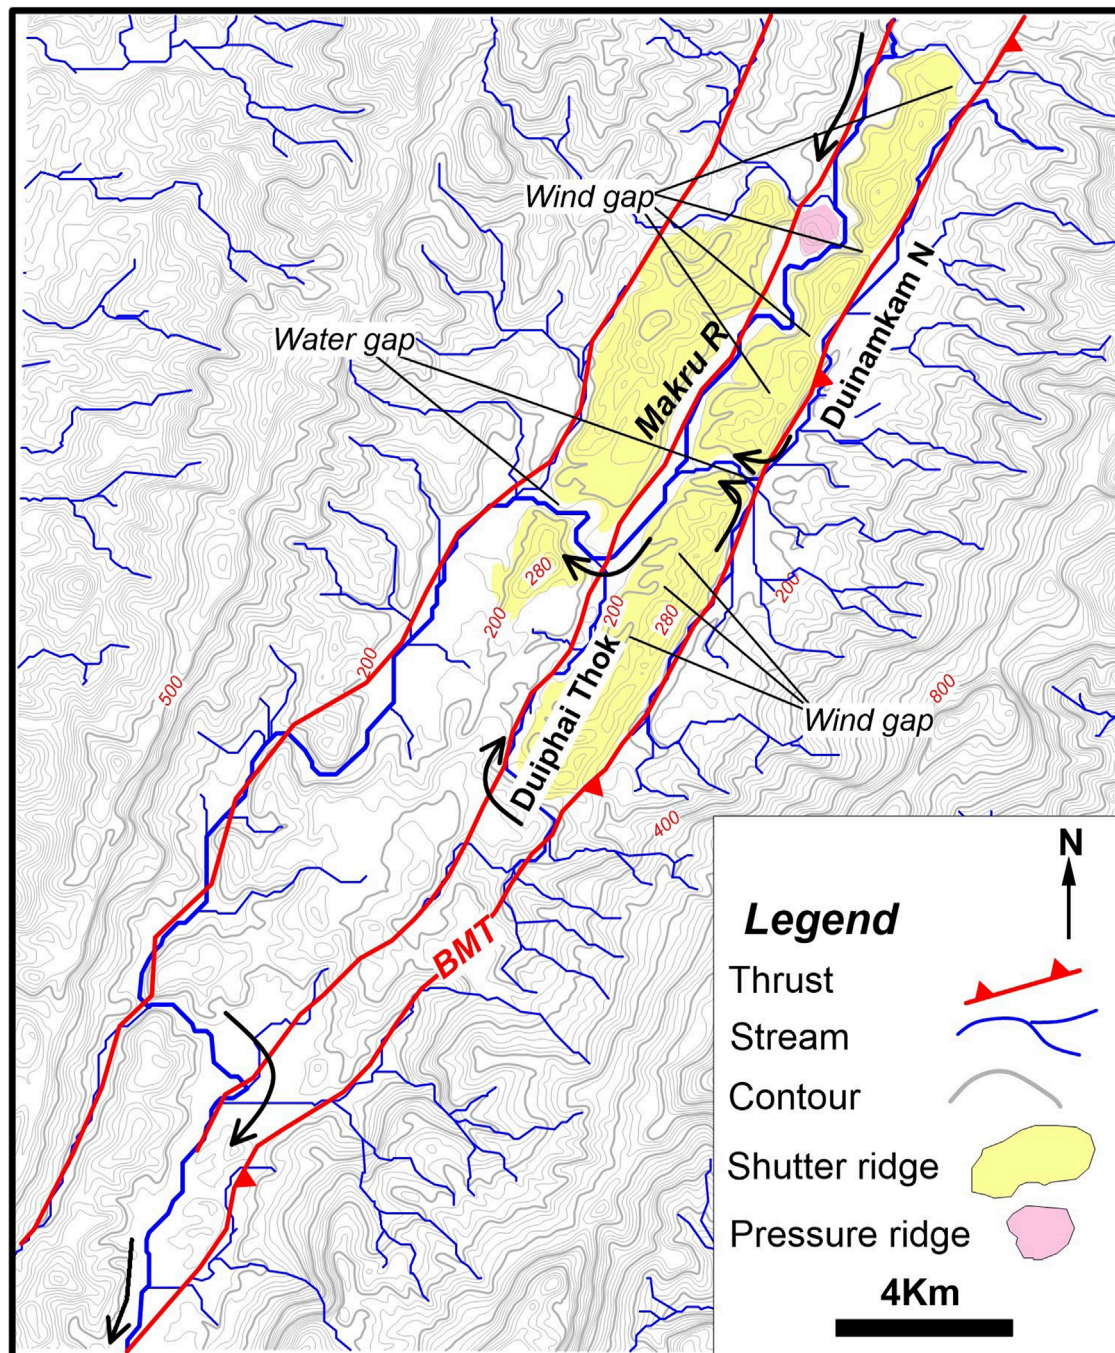 Wind gap
Makru R
Duinamkam N
Water gap
280
200
200
280
200
200
500
Duiphai Thok
Wind gap
800
400
BMT
N
Legend
Thrust
Stream
Contour
Shutter ridge
Pressure ridge
4Km